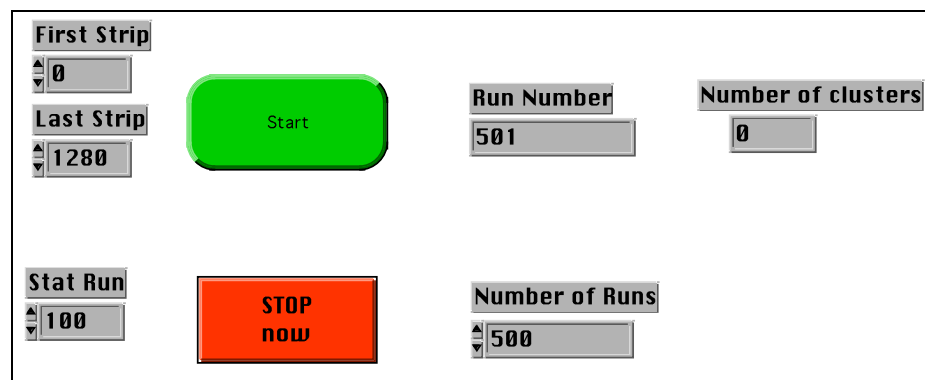 First Strip
0
Last Strip
1280
Start
Run Number
501
Number of clusters
0
Stat Run
100
STOP
now
Number of Runs
500